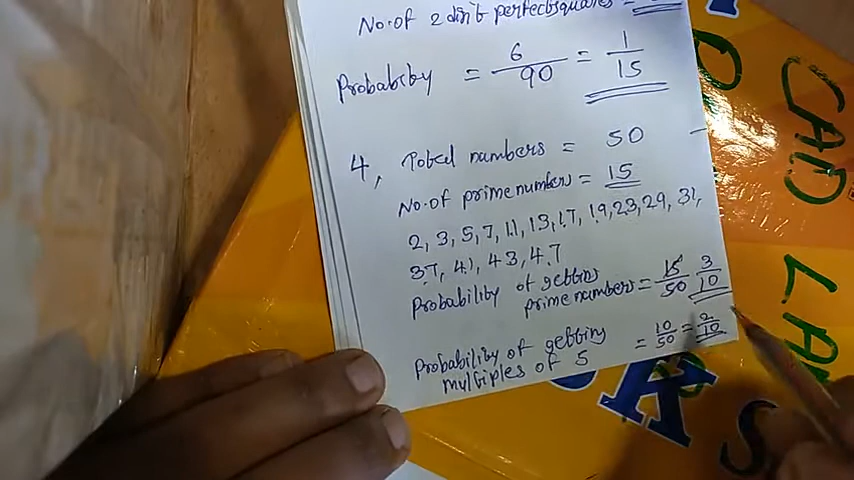 No. of 2 digit perfect squares =
Probability = 6/90 = 1/15
4, Total numbers = 50
No. of prime numbers = 15
2, 3, 5, 7, 11, 13, 17, 19, 23, 29, 31,
37, 41, 43, 47
Probability of getting
prime numbers = 15/50 3/10
Probability of getting
multiples of 5 = 10/50 = 2/10